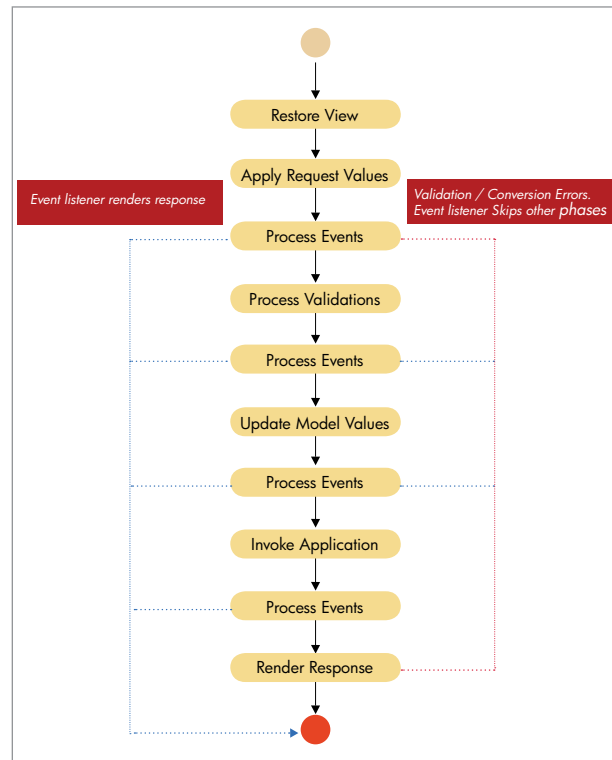 Restore View
Apply Request Values
Event listener renders response
Validation / Conversion Errors.
Event listener Skips other phases
Process Events
Process Validations
Process Events
Update Model Values
Process Events
Invoke Application
Process Events
Render Response